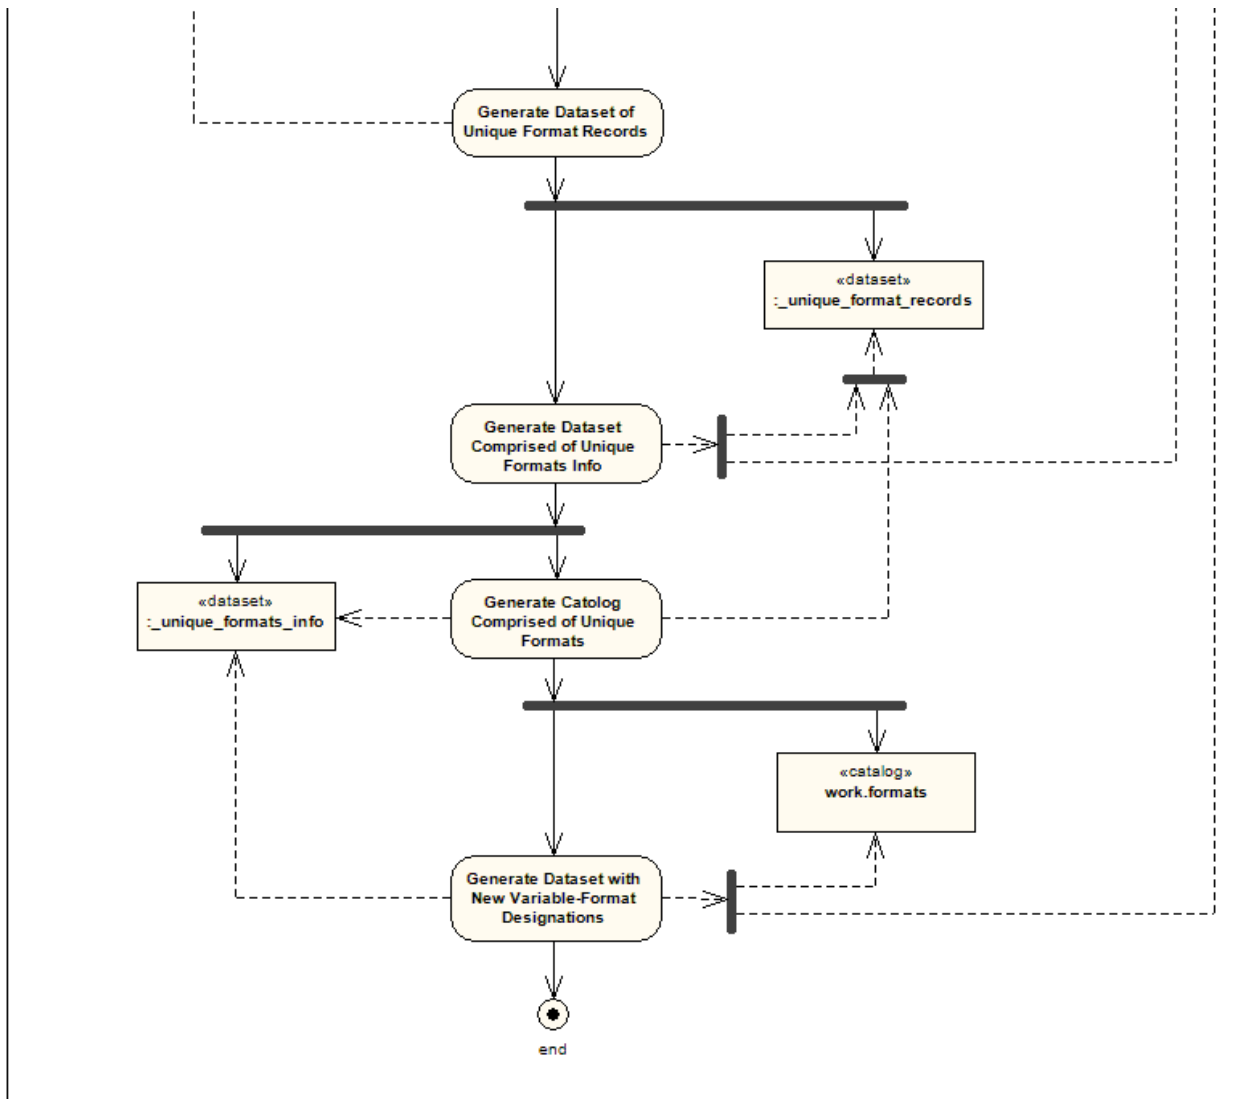 Generate Dataset of
Unique Format Records
«dataset»
:_unique_format_records
Generate Dataset
Comprised of Unique
Formats Info
«dataset»
:_unique_formats_info
Generate Catolog
Comprised of Unique
Formats
«catalog»
work.formats
Generate Dataset with
New Variable-Format
Designations
end